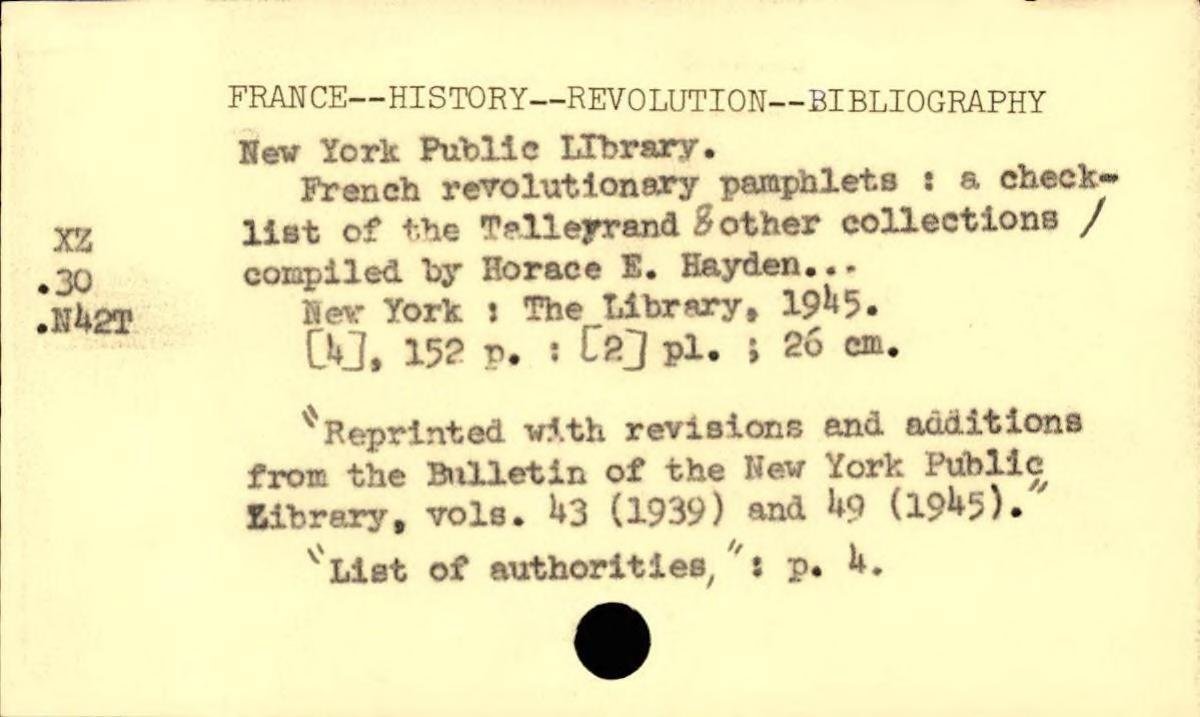 FRANCE--HISTORY--REVOLUTION--BIBLIOGRAPHY
New York Public LIbrary.
French revolutionary pamphlets : a check-
list of the Talleyrand & other collections /
XZ
compiled by Horace E. Hayden...
.30
New York : The Library, 1945.
.N42T
[4], 152 p. : [2] pl. ; 26 cm.
"Reprinted with revisions and additions
from the Bulletin of the New York Public
Library, vols. 43 (1939) and 49 (1945)."
"List of authorities,": p. 4.